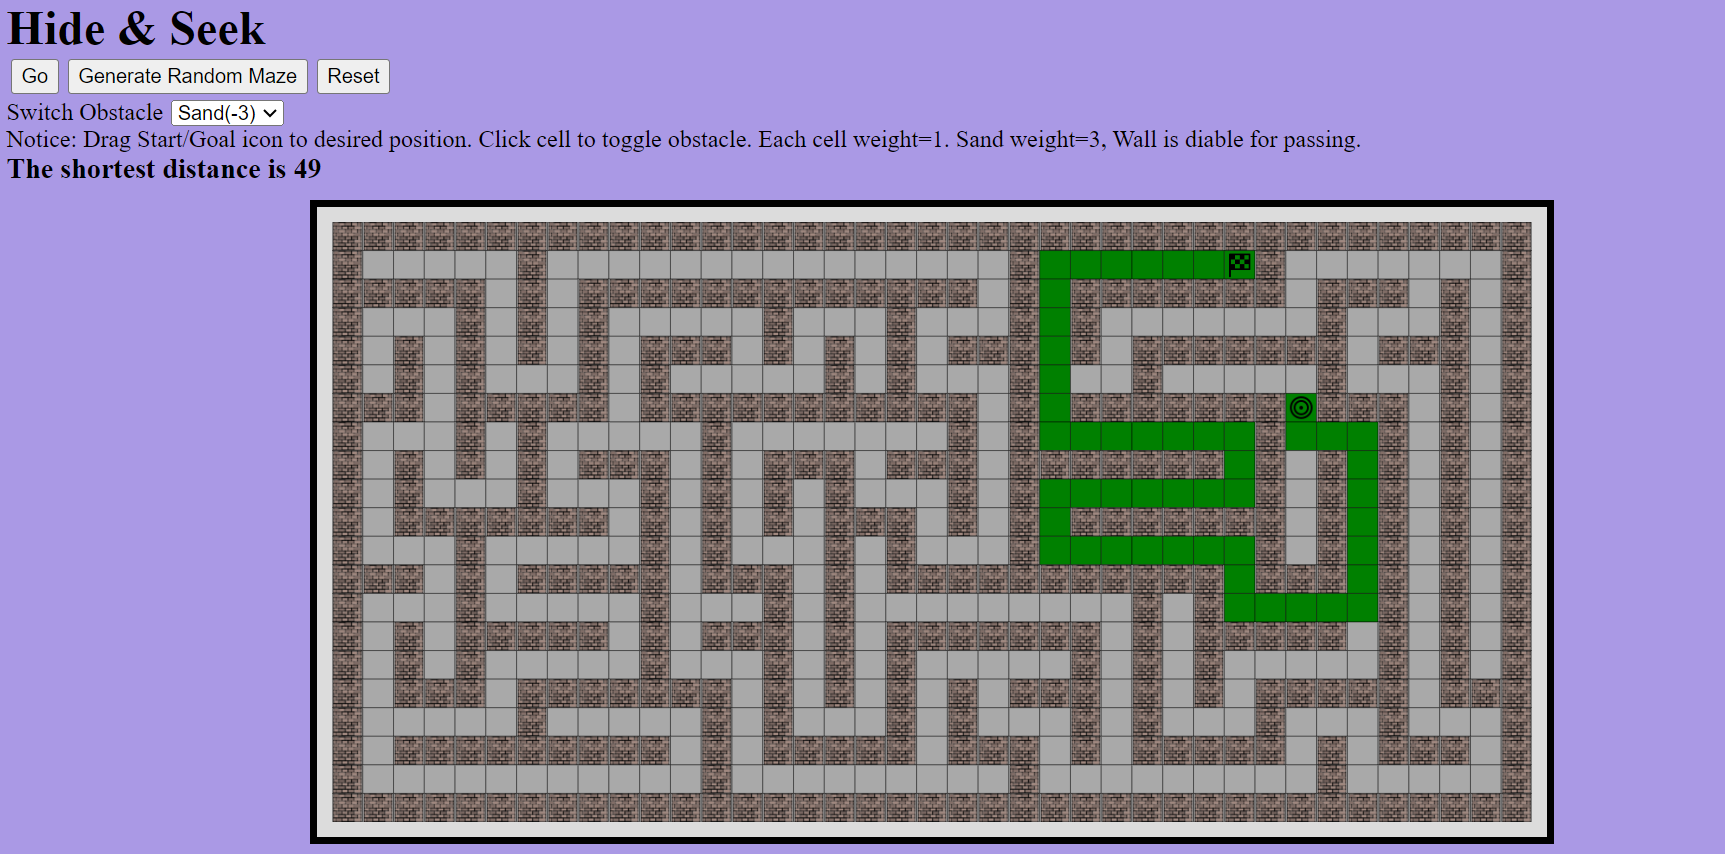 Hide & Seek
Go Generate Random Maze Reset
Switch Obstacle Sand(-3)
Notice: Drag Start/Goal icon to desired position. Click cell to toggle obstacle. Each cell weight=1. Sand weight=3, Wall is diable for passing.
The shortest distance is 49